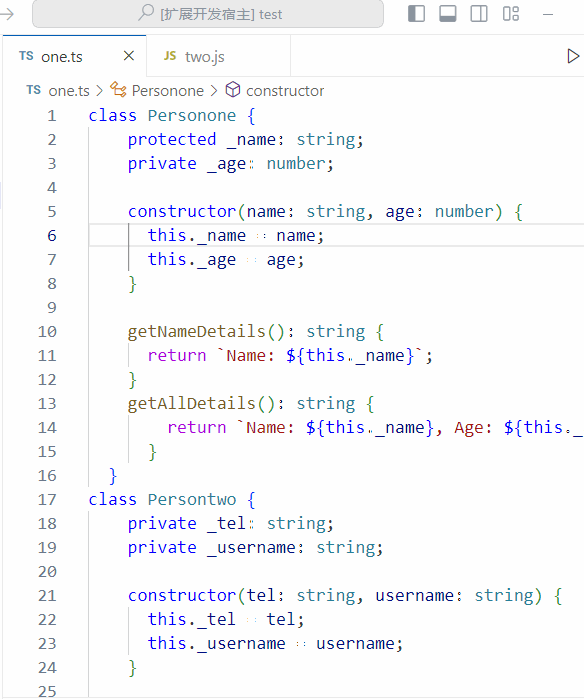 [扩展开发宿主] test
TS one.ts JS two.js
TS one.ts > Personone > constructor
1 class Personone {
2 protected _name: string;
3 private _age: number;
4
5 constructor(name: string, age: number) {
6 this._name = name;
7 this._age = age;
8 }
9
10 getNameDetails(): string {
11 return `Name: ${this._name}`;
12 }
13 getAllDetails(): string {
14 return `Name: ${this._name}, Age: ${this._
15 }
16 }
17 class Persontwo {
18 private _tel: string;
19 private _username: string;
20
21 constructor(tel: string, username: string) {
22 this._tel = tel;
23 this._username = username;
24 }
25